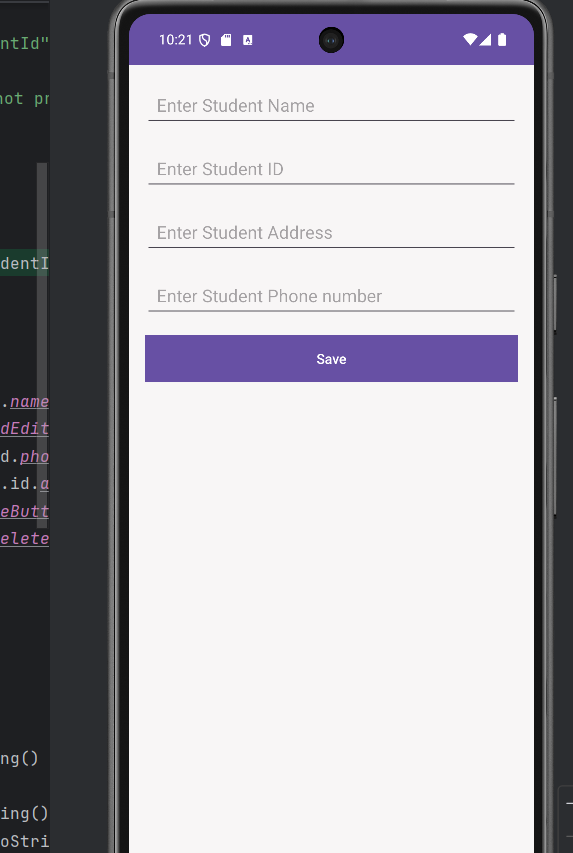 ntId"
not pr
dentI
.name
dEdit
d.pho
.id.a
eButt
elete
ng()
ing()
oStri
10:21
Enter Student Name
Enter Student ID
Enter Student Address
Enter Student Phone number
Save